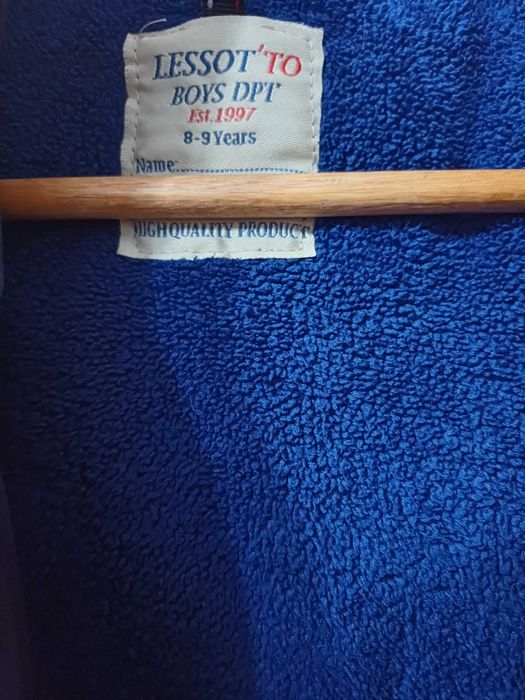 LESSOT'TO
BOYS DPT
Est.1997
8-9 Years
Name:
HIGH QUALITY PRODUCT